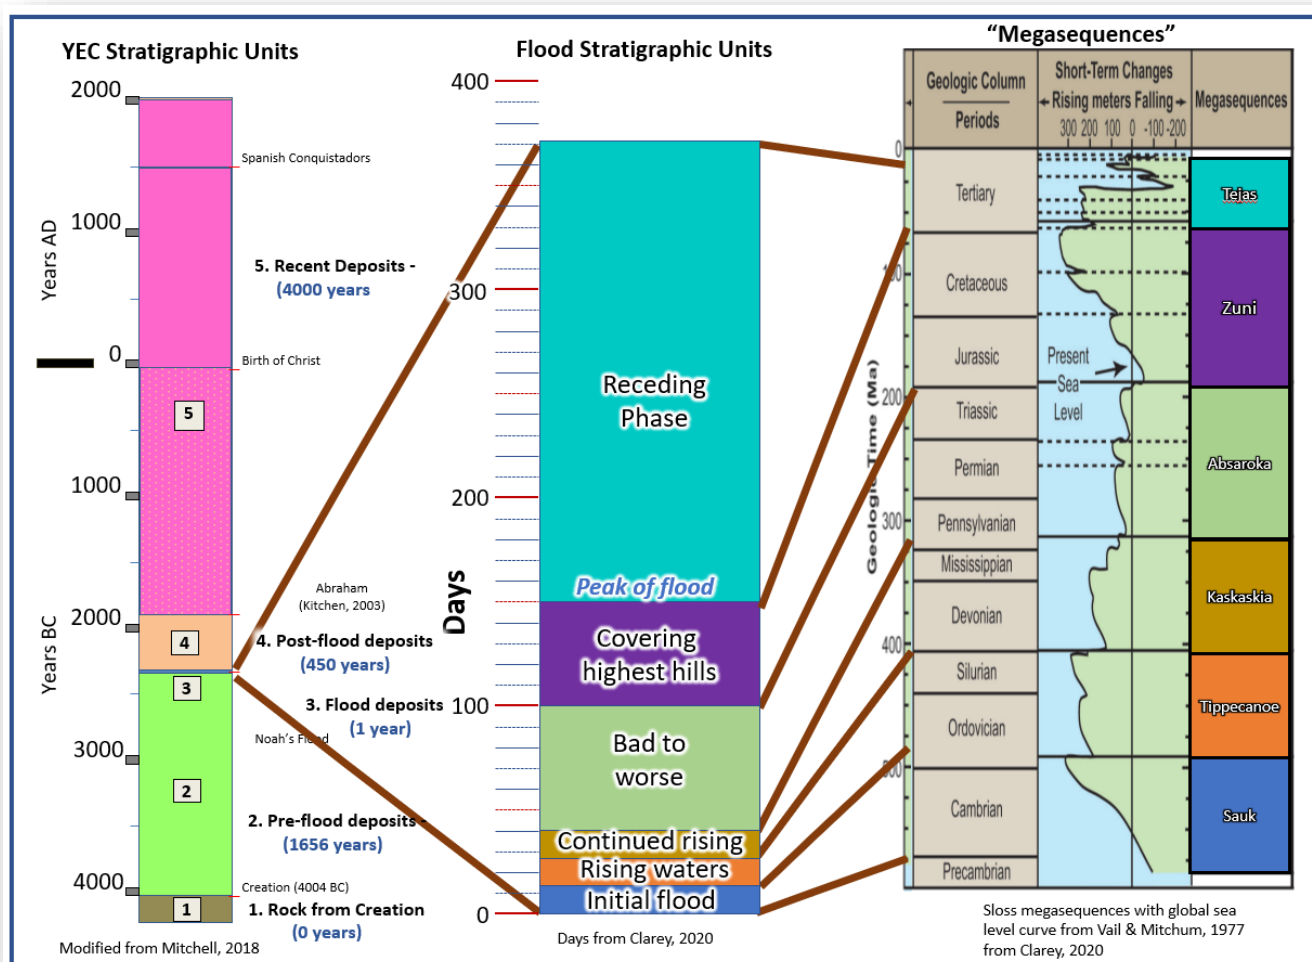 YEC Stratigraphic Units
2000
1000
0
1000
2000
3000
4000
Years AD
Years BC
Spanish Conquistadors
5. Recent Deposits -
(4000 years
Birth of Christ
5
Abraham
(Kitchen, 2003)
4
4. Post-flood deposits
(450 years)
3
3. Flood deposits
(1 year)
Noah's Flood
2
2. Pre-flood deposits -
(1656 years)
Creation (4004 BC)
1
1. Rock from Creation
(0 years)
Modified from Mitchell, 2018
Flood Stratigraphic Units
400
300
200
100
0
Days
Receding
Phase
Peak of flood
Covering
highest hills
Bad to
worse
Continued rising
Rising waters
Initial flood
Days from Clarey, 2020
“Megasequences”
Geologic Column
Periods
Short-Term Changes
Rising meters Falling
300 200 100 0 -100 -200
Megasequences
0
200
300
400
Geologic Time (Ma)
Tertiary
Cretaceous
Jurassic
Triassic
Permian
Pennsylvanian
Mississippian
Devonian
Silurian
Ordovician
Cambrian
Precambrian
Present
Sea
Level
Tejas
Zuni
Absaroka
Kaskaskia
Tippecanoe
Sauk
Sloss megasequences with global sea
level curve from Vail & Mitchum, 1977
from Clarey, 2020